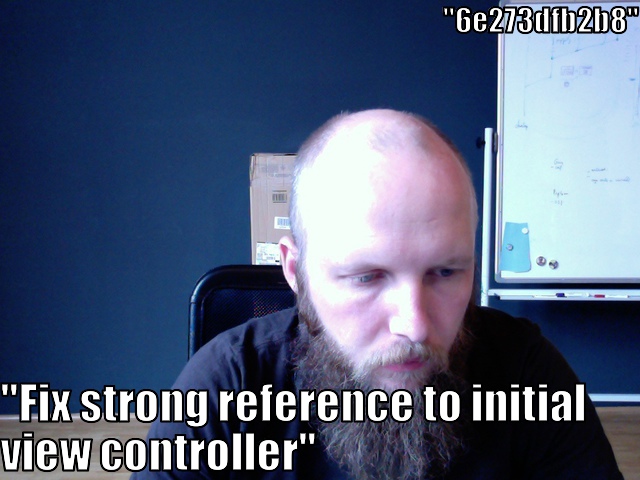 "6e273dfb2b8"
"Fix strong reference to initial
view controller"